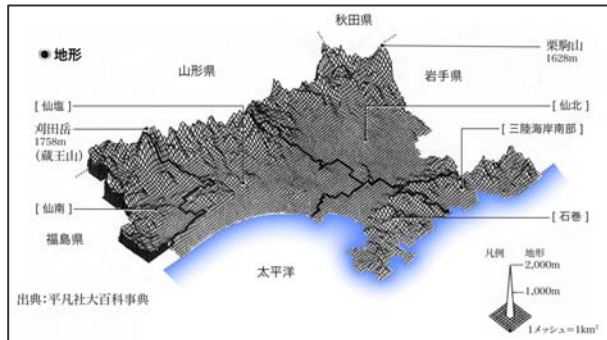 秋田県
栗駒山
1628m
● 地形
山形県
岩手県
[ 仙塩 ]
[ 仙北 ]
刈田岳
1758m
(蔵王山)
[ 三陸海岸南部 ]
[ 仙南 ]
[ 石巻 ]
福島県
太平洋
凡例 地形
2,000m
1,000m
出典:平凡社大百科事典
1メッシュ=1km²